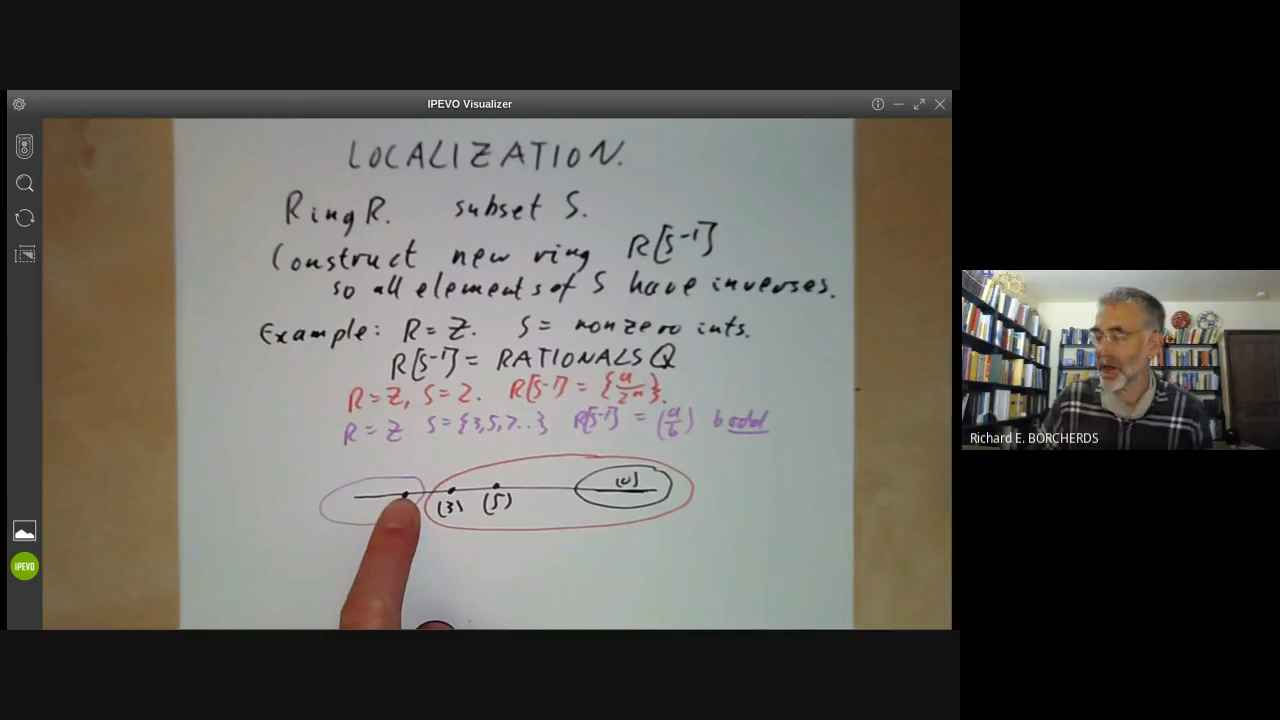 IPEVO Visualizer
LOCALIZATION.
Ring R. subset S.
Construct new ring R[S⁻¹]
so all elements of S have inverses.
Example: R = Z. S = nonzero ints.
R[S⁻¹] = RATIONALS Q
R = Z, S = 2. R[S⁻¹] = {a/2ⁿ}.
R = Z S = {3,5,7..} R[S⁻¹] = (a/b) b odd
(0)
(3) (5)
Richard E. BORCHERDS
IPEVO